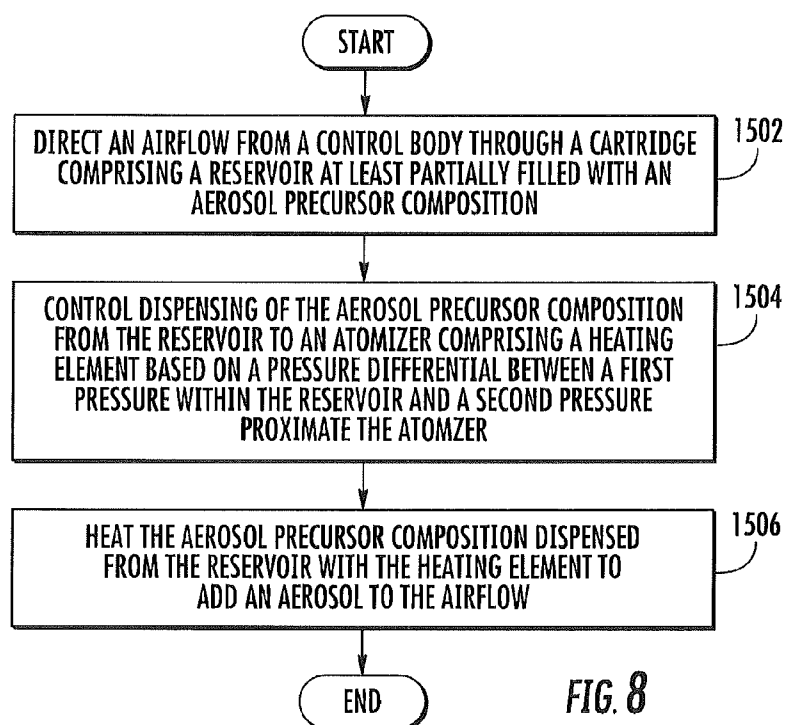 START
DIRECT AN AIRFLOW FROM A CONTROL BODY THROUGH A CARTRIDGE
COMPRISING A RESERVOIR AT LEAST PARTIALLY FILLED WITH AN
AEROSOL PRECURSOR COMPOSITION
1502
CONTROL DISPENSING OF THE AEROSOL PRECURSOR COMPOSITION
FROM THE RESERVOIR TO AN ATOMIZER COMPRISING A HEATING
ELEMENT BASED ON A PRESSURE DIFFERENTIAL BETWEEN A FIRST
PRESSURE WITHIN THE RESERVOIR AND A SECOND PRESSURE
PROXIMATE THE ATOMZER
1504
HEAT THE AEROSOL PRECURSOR COMPOSITION DISPENSED
FROM THE RESERVOIR WITH THE HEATING ELEMENT TO
ADD AN AEROSOL TO THE AIRFLOW
1506
END
FIG. 8